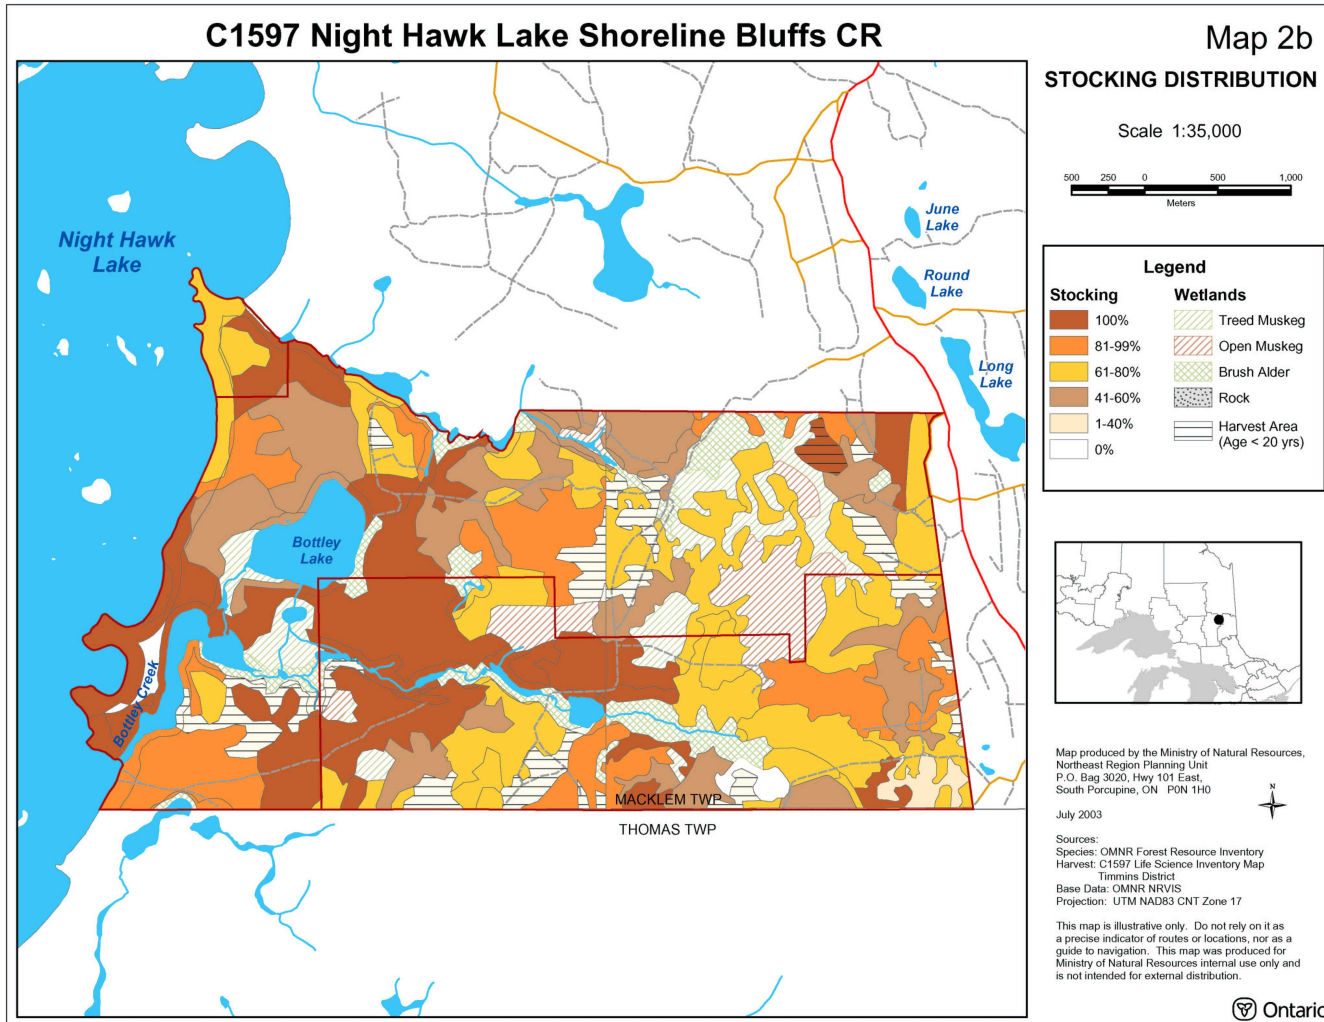 C1597 Night Hawk Lake Shoreline Bluffs CR
Map 2b
STOCKING DISTRIBUTION
Scale 1:35,000
500 250 0 500 1,000
Meters
Legend
Stocking
Wetlands
100%
Treed Muskeg
81-99%
Open Muskeg
61-80%
Brush Alder
41-60%
Rock
1-40%
Harvest Area
(Age < 20 yrs)
0%
Night Hawk
Lake
June
Lake
Round
Lake
Long
Lake
Bottley
Lake
Bottley Creek
MACKLEM TWP
THOMAS TWP
Map produced by the Ministry of Natural Resources,
Northeast Region Planning Unit
P.O. Bag 3020, Hwy 101 East,
South Porcupine, ON P0N 1H0
N
July 2003
Sources:
Species: OMNR Forest Resource Inventory
Harvest: C1597 Life Science Inventory Map
Timmins District
Base Data: OMNR NRVIS
Projection: UTM NAD83 CNT Zone 17
This map is illustrative only. Do not rely on it as
a precise indicator of routes or locations, nor as a
guide to navigation. This map was produced for
Ministry of Natural Resources internal use only and
is not intended for external distribution.
Ontario